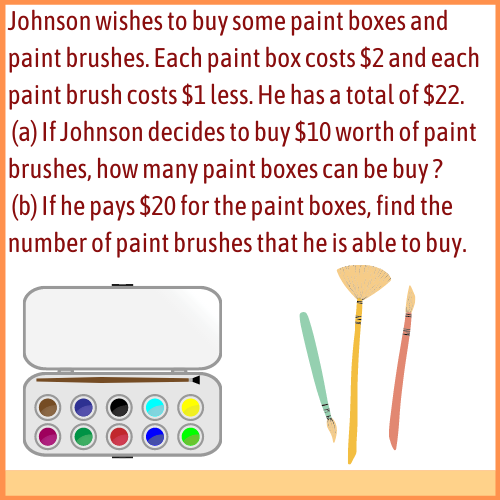 Johnson wishes to buy some paint boxes and
paint brushes. Each paint box costs $2 and each
paint brush costs $1 less. He has a total of $22.
(a) If Johnson decides to buy $10 worth of paint
brushes, how many paint boxes can be buy ?
(b) If he pays $20 for the paint boxes, find the
number of paint brushes that he is able to buy.